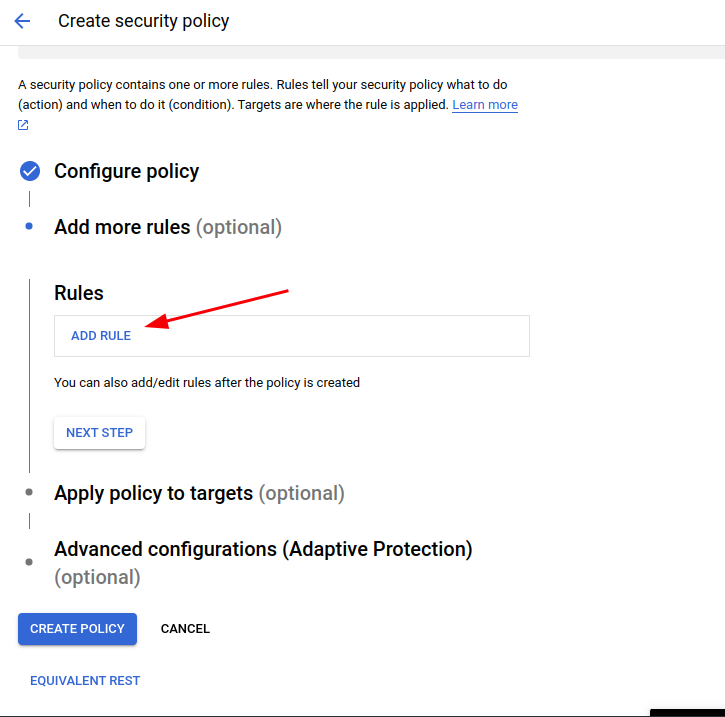 Create security policy
A security policy contains one or more rules. Rules tell your security policy what to do
(action) and when to do it (condition). Targets are where the rule is applied. Learn more
Configure policy
Add more rules (optional)
Rules
ADD RULE
You can also add/edit rules after the policy is created
NEXT STEP
Apply policy to targets (optional)
Advanced configurations (Adaptive Protection)
(optional)
CREATE POLICY CANCEL
EQUIVALENT REST